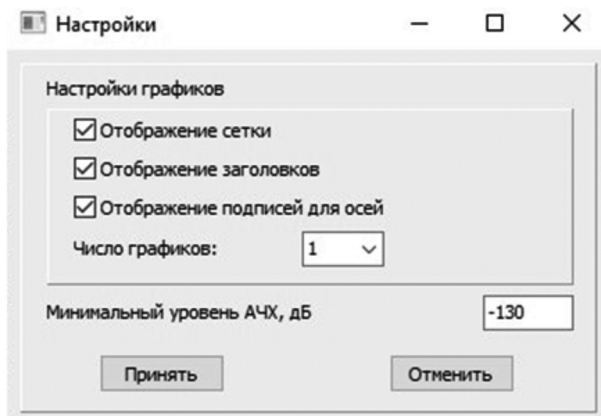 Настройки
Настройки графиков
Отображение сетки
Отображение заголовков
Отображение подписей для осей
Число графиков: 1
Минимальный уровень АЧХ, дБ -130
Принять Отменить